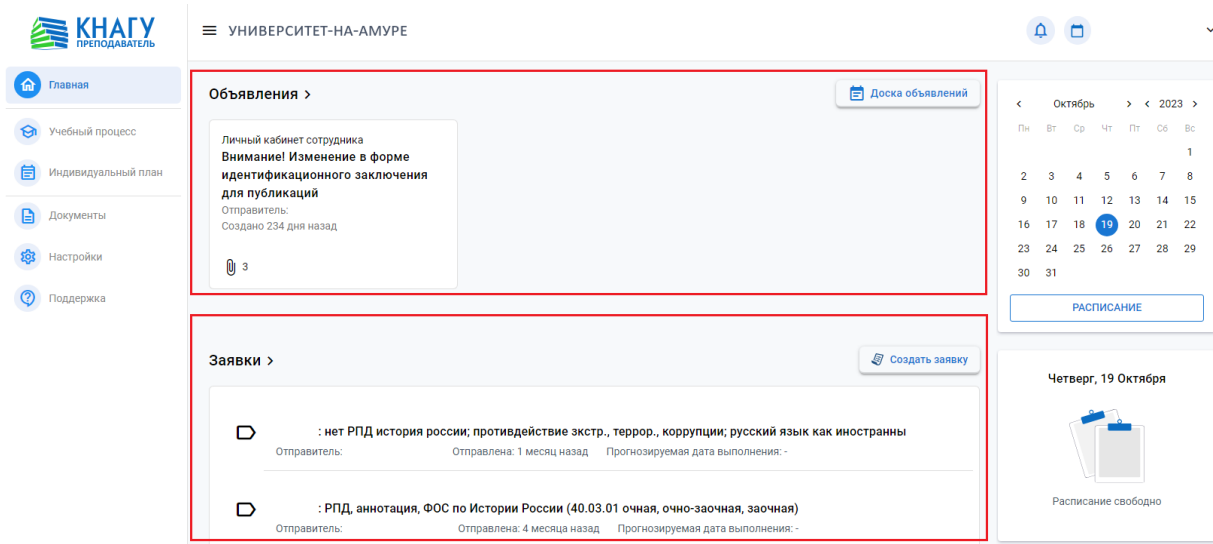 КНАГУ
ПРЕПОДАВАТЕЛЬ
УНИВЕРСИТЕТ-НА-АМУРЕ
Главная
Учебный процесс
Индивидуальный план
Документы
Настройки
Поддержка
Объявления >
Доска объявлений
Личный кабинет сотрудника
Внимание! Изменение в форме
идентификационного заключения
для публикаций
Отправитель:
Создано 234 дня назад
3
Заявки >
Создать заявку
: нет РПД история россии; протиdействие экстр., террор., коррупции; русский язык как иностранны
Отправитель: Отправлена: 1 месяц назад Прогнозируемая дата выполнения: -
: РПД, аннотация, ФОС по Истории России (40.03.01 очная, очно-заочная, заочная)
Отправитель: Отправлена: 4 месяца назад Прогнозируемая дата выполнения: -
< Октябрь > < 2023 >
Пн Вт Ср Чт Пт Сб Вс
1
2 3 4 5 6 7 8
9 10 11 12 13 14 15
16 17 18 19 20 21 22
23 24 25 26 27 28 29
30 31
РАСПИСАНИЕ
Четверг, 19 Октября
Расписание свободно